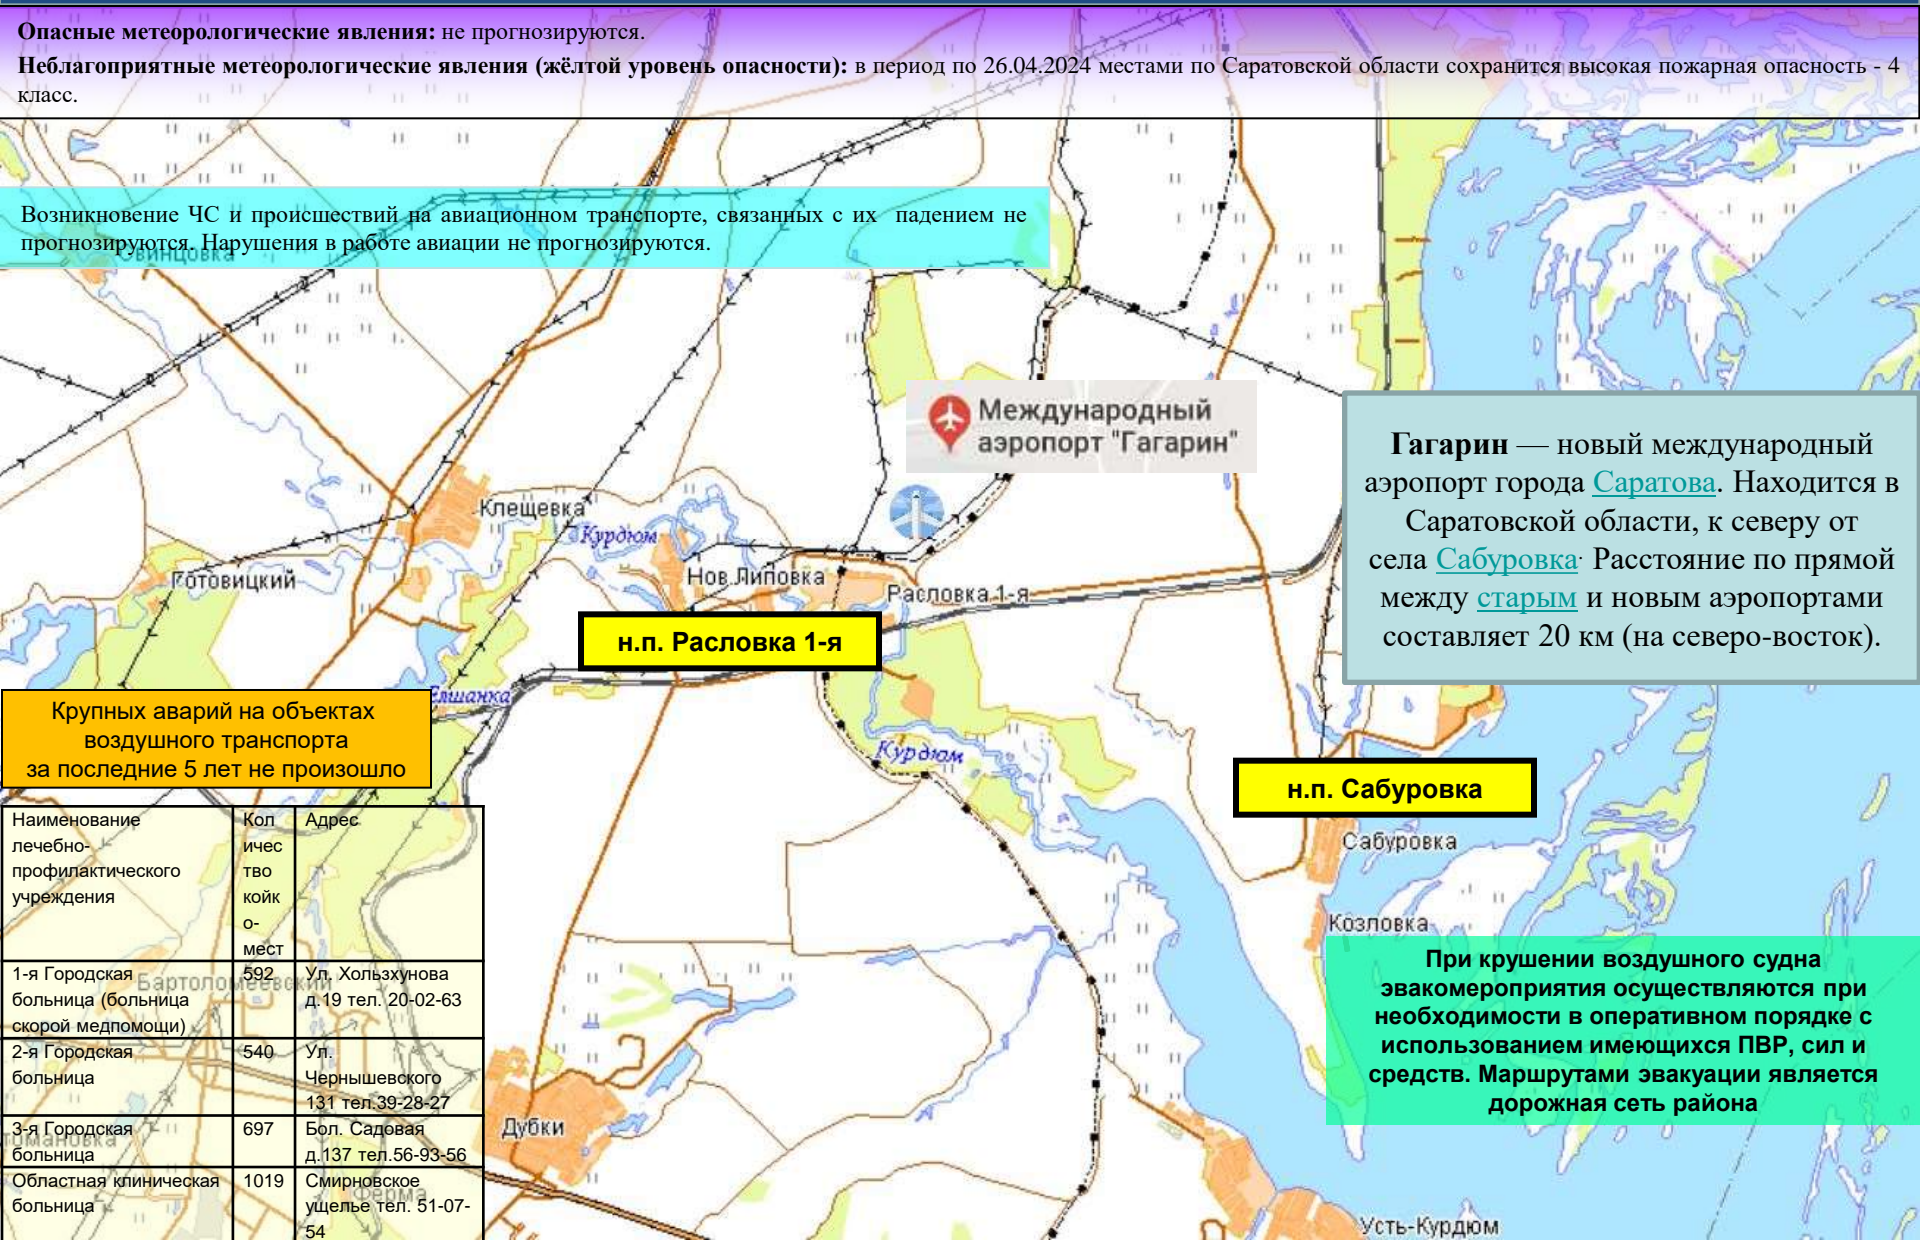 Опасные метеорологические явления: не прогнозируются.
Неблагоприятные метеорологические явления (жёлтой уровень опасности): в период по 26.04.2024 местами по Саратовской области сохранится высокая пожарная опасность - 4
класс.
Возникновение ЧС и происшествий на авиационном транспорте, связанных с их падением не
прогнозируются. Нарушения в работе авиации не прогнозируются.
Свинцовка
Международный
аэропорт "Гагарин"
Гагарин — новый международный
аэропорт города Саратова. Находится в
Саратовской области, к северу от
села Сабуровка· Расстояние по прямой
между старым и новым аэропортами
составляет 20 км (на северо-восток).
Клещевка
Курдюм
Готовицкий
Нов.Липовка
Расловка 1-я
н.п. Расловка 1-я
Елшанка
Крупных аварий на объектах
воздушного транспорта
за последние 5 лет не произошло
Курдюм
н.п. Сабуровка
Сабуровка
Козловка
Наименование
лечебно-
профилактического
учреждения
Кол
ичес
тво
койк
о-
мест
Адрес
1-я Городская
больница (больница
скорой медпомощи)
592
Ул. Хользхунова
д.19 тел. 20-02-63
Бартоломеевский
2-я Городская
больница
540
Ул.
Чернышевского
131 тел.39-28-27
3-я Городская
больница
697
Бол. Садовая
д.137 тел.56-93-56
Областная клиническая
больница
1019
Смирновское
ущелье тел. 51-07-
54
Ферма
Дубки
При крушении воздушного судна
эвакомероприятия осуществляются при
необходимости в оперативном порядке с
использованием имеющихся ПВР, сил и
средств. Маршрутами эвакуации является
дорожная сеть района
Усть-Курдюм